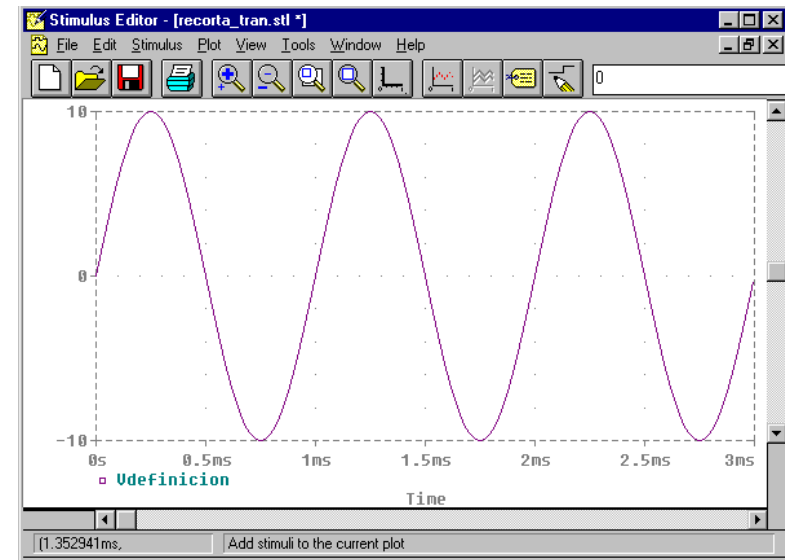 Stimulus Editor - [recorta_tran.stl *]
File Edit Stimulus Plot View Tools Window Help
0
10
0
-10
0s 0.5ms 1ms 1.5ms 2ms 2.5ms 3ms
Vdefinicion
Time
(1.352941ms, Add stimuli to the current plot